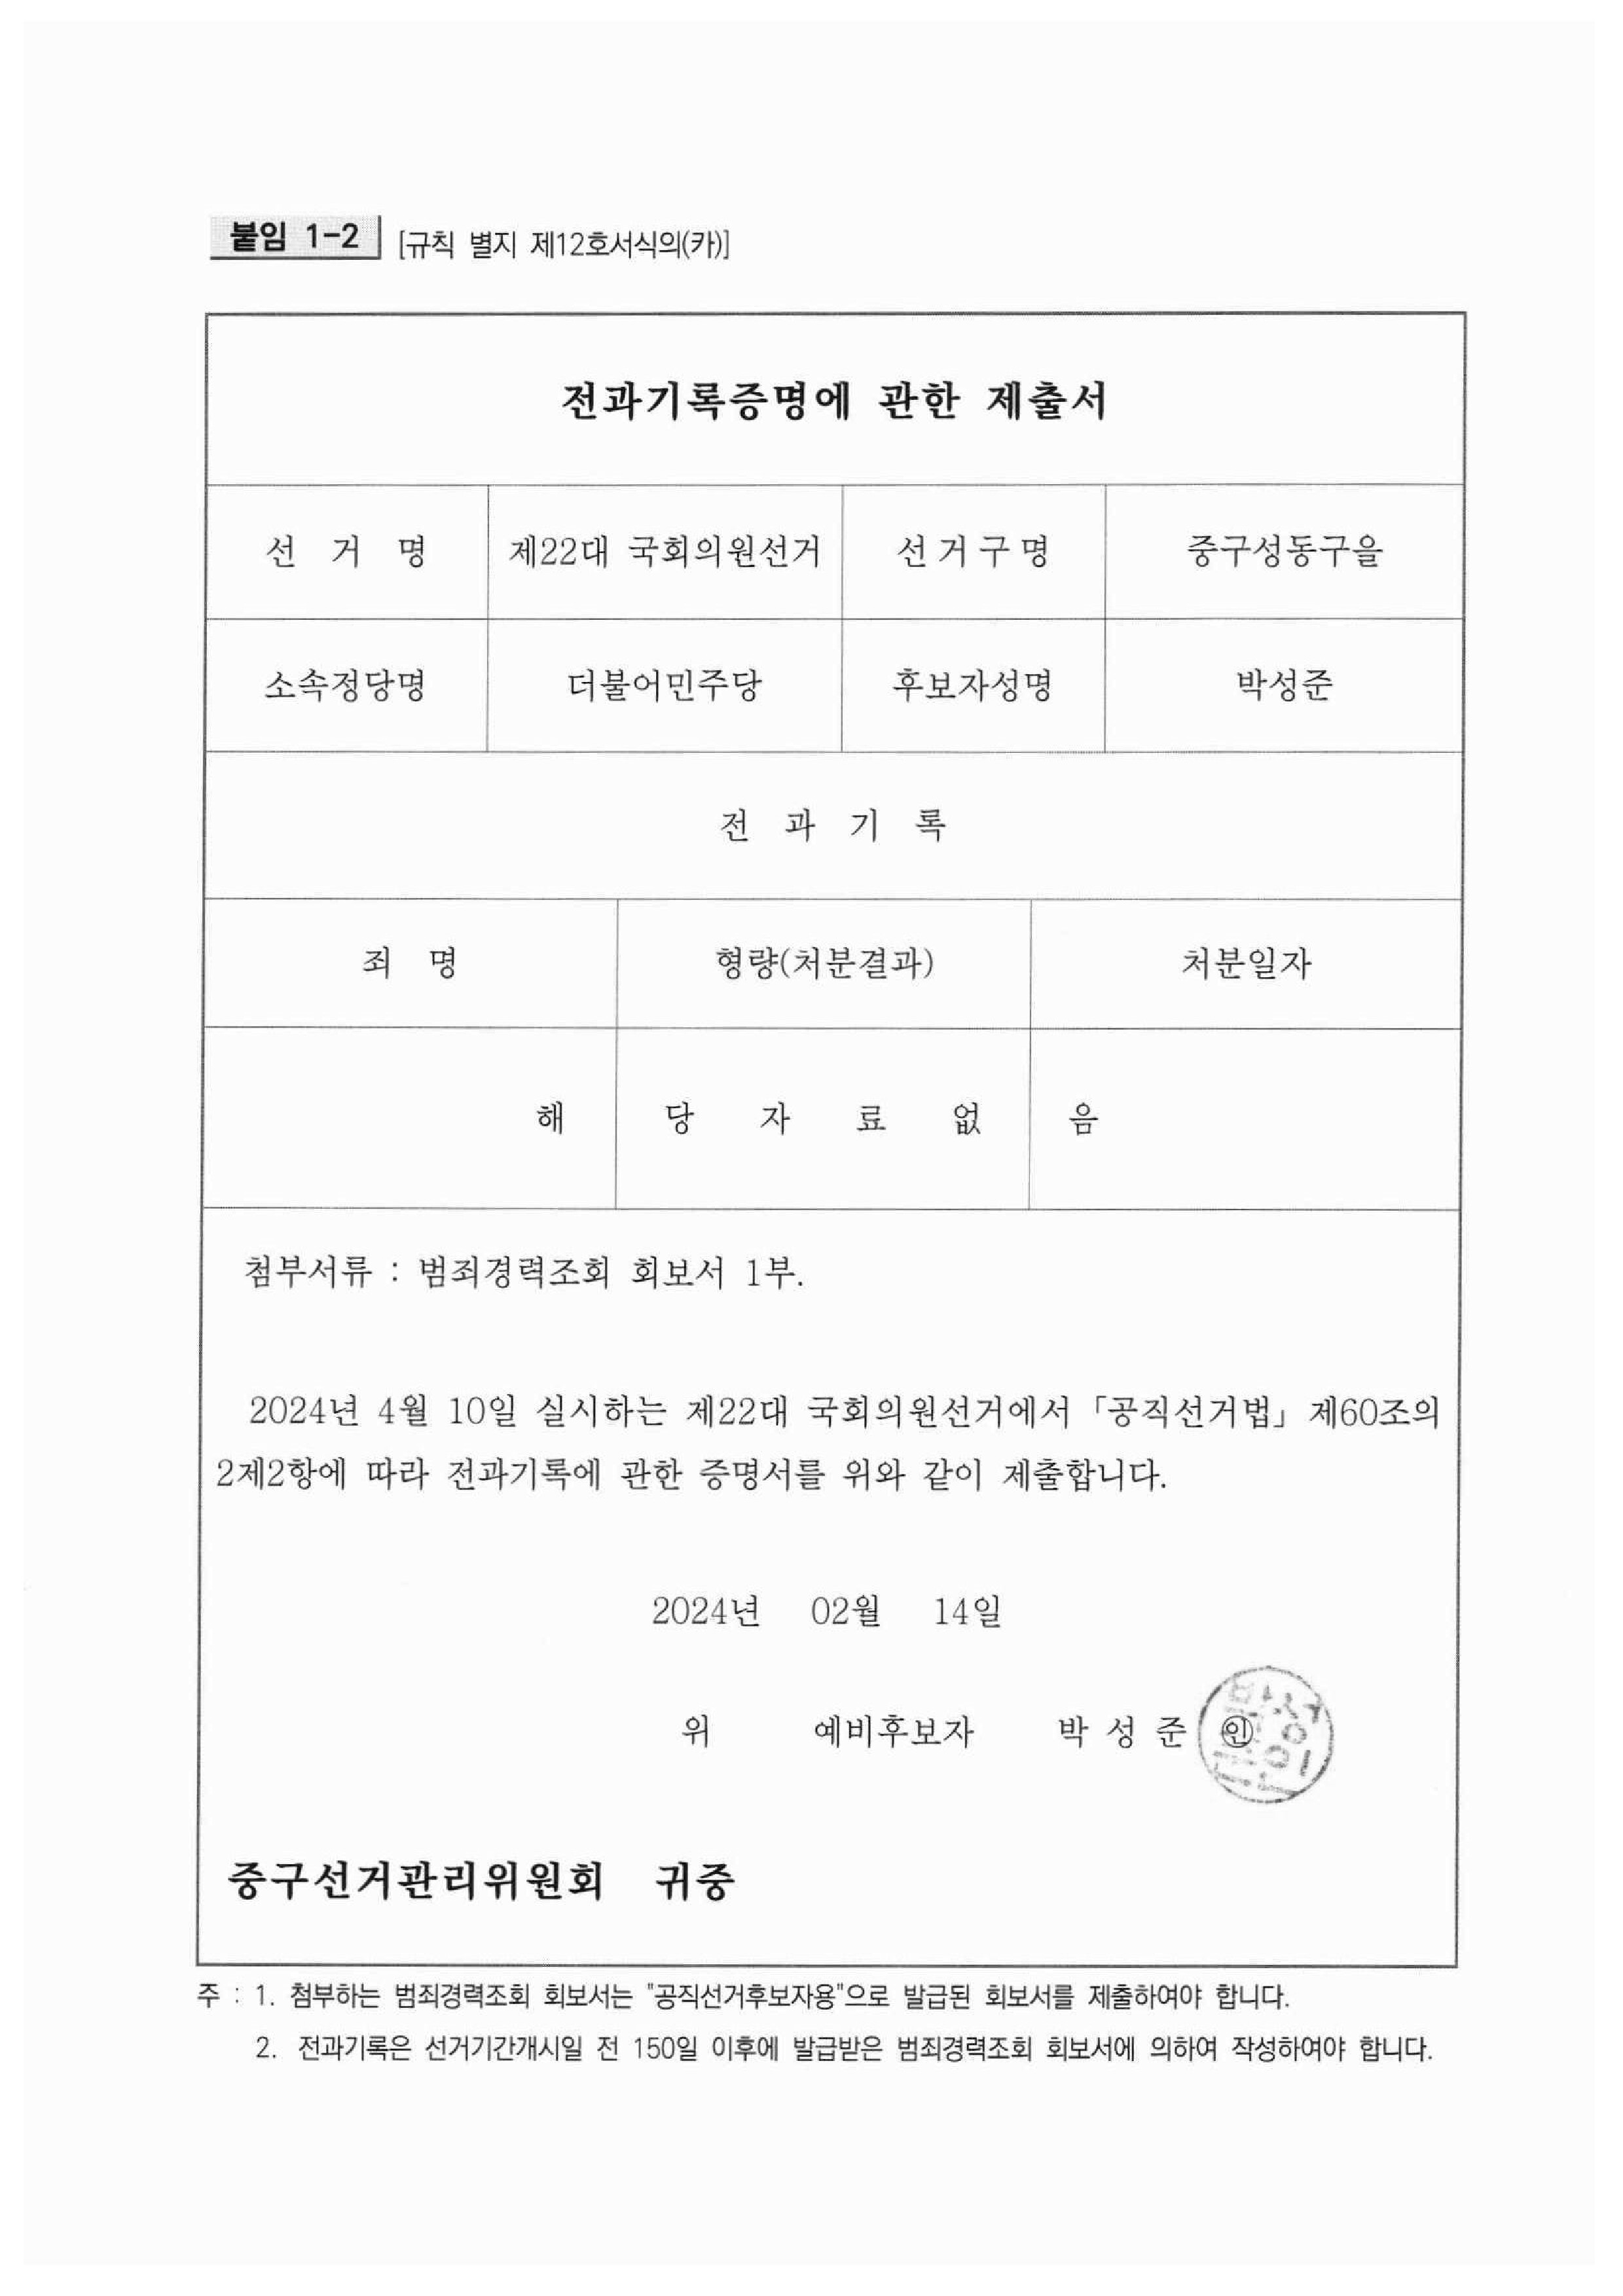 붙임 1-2 [규칙 별지 제12호서식의(카)]
전과기록증명에 관한 제출서
선 거 명 제22대 국회의원선거 선거구명 중구성동구을
소속정당명 더불어민주당 후보자성명 박성준
전 과 기 록
죄 명 형량(처분결과) 처분일자
해 당 자 료 없 음
첨부서류 : 범죄경력조회 회보서 1부.
2024년 4월 10일 실시하는 제22대 국회의원선거에서 「공직선거법」 제60조의
2제2항에 따라 전과기록에 관한 증명서를 위와 같이 제출합니다.
2024년 02월 14일
위 예비후보자 박 성 준 ㊞
중구선거관리위원회 귀중
주 : 1. 첨부하는 범죄경력조회 회보서는 "공직선거후보자용"으로 발급된 회보서를 제출하여야 합니다.
2. 전과기록은 선거기간개시일 전 150일 이후에 발급받은 범죄경력조회 회보서에 의하여 작성하여야 합니다.